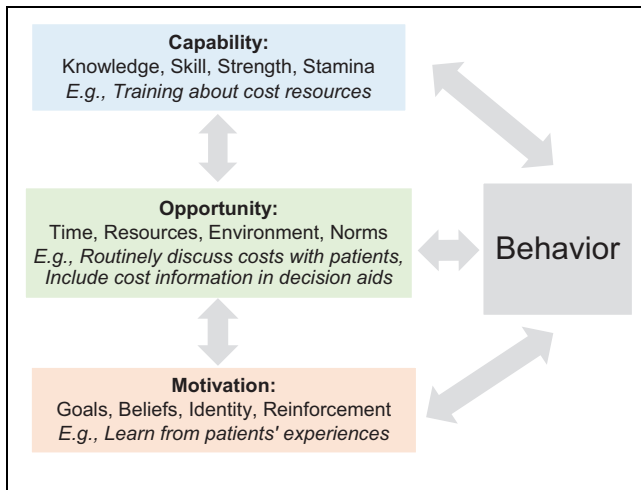 Capability:
Knowledge, Skill, Strength, Stamina
E.g., Training about cost resources
Opportunity:
Time, Resources, Environment, Norms
E.g., Routinely discuss costs with patients,
Include cost information in decision aids
Behavior
Motivation:
Goals, Beliefs, Identity, Reinforcement
E.g., Learn from patients' experiences